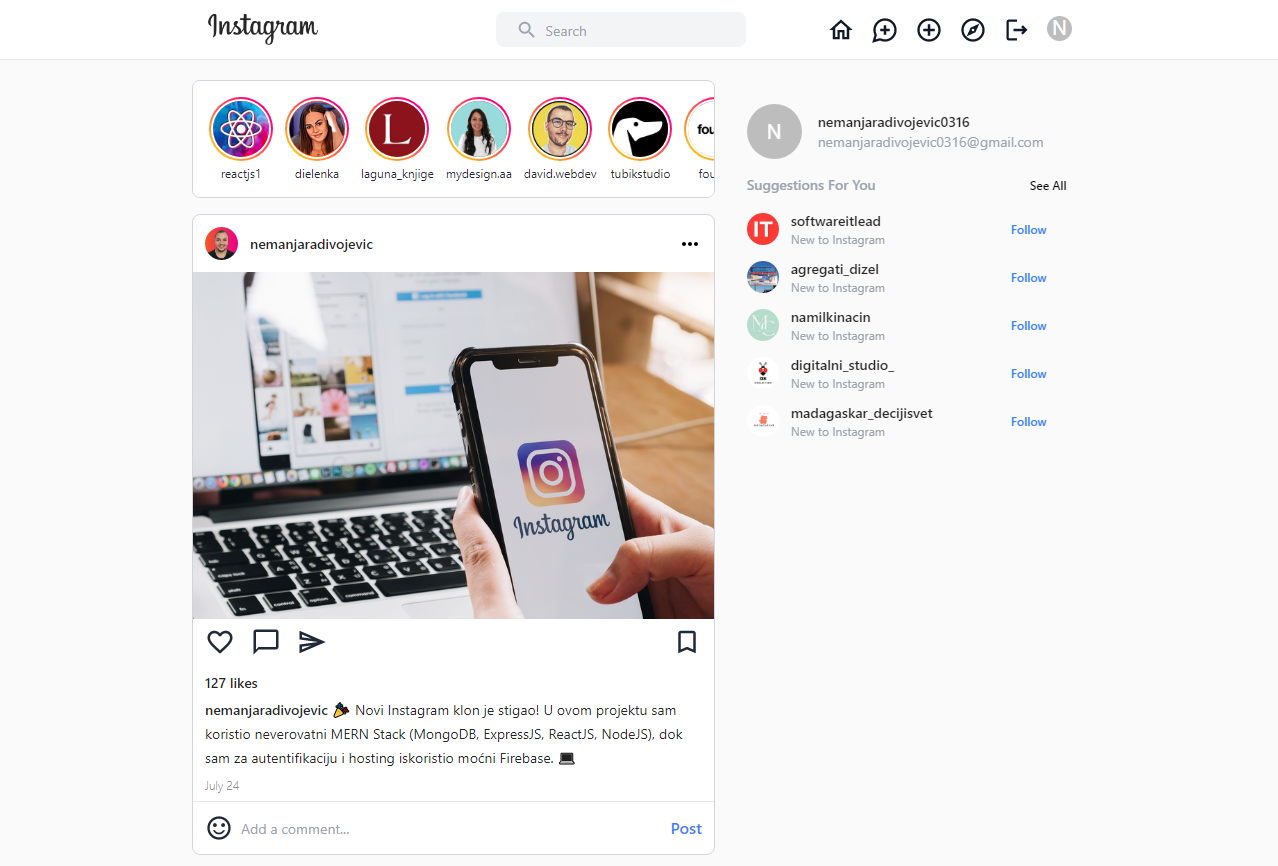 Instagram
Search
N
reactjs1
dielenka
L
laguna_knjige
mydesign.aa
david.webdev
tubikstudio
fou
fou
nemanjaradivojevic
Instagram
127 likes
nemanjaradivojevic 🎉 Novi Instagram klon je stigao! U ovom projektu sam
koristio neverovatni MERN Stack (MongoDB, ExpressJS, ReactJS, NodeJS), dok
sam za autentifikaciju i hosting iskoristio moćni Firebase. 💻
July 24
Add a comment...
Post
N
nemanjaradivojevic0316
nemanjaradivojevic0316@gmail.com
Suggestions For You
See All
IT
softwareitlead
New to Instagram
Follow
agregati_dizel
New to Instagram
Follow
MC
namilkinacin
New to Instagram
Follow
digitalni_studio_
New to Instagram
Follow
madagaskar_decijisvet
New to Instagram
Follow